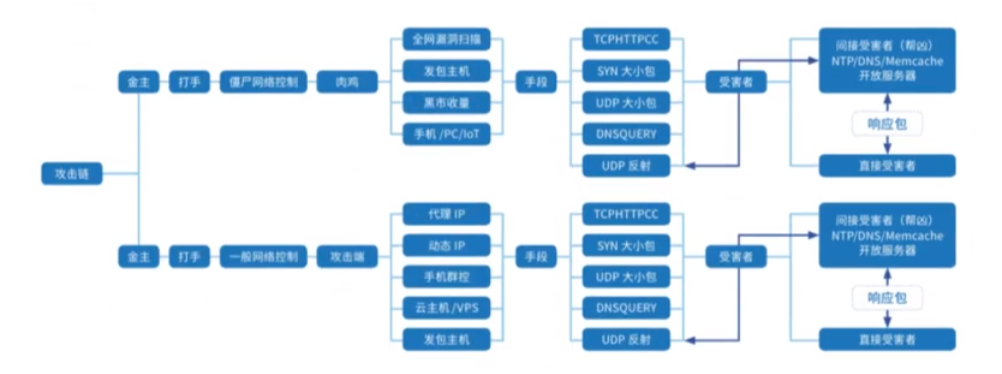 攻击链
金主
打手
僵尸网络控制
肉鸡
全网漏洞扫描
发包主机
黑市收量
手机/PC/IoT
手段
TCPHTTPCC
SYN 大小包
UDP 大小包
DNSQUERY
UDP 反射
受害者
间接受害者（帮凶）
NTP/DNS/Memcache
开放服务器
响应包
直接受害者
金主
打手
一般网络控制
攻击端
代理 IP
动态 IP
手机群控
云主机/VPS
发包主机
手段
TCPHTTPCC
SYN 大小包
UDP 大小包
DNSQUERY
UDP 反射
受害者
间接受害者（帮凶）
NTP/DNS/Memcache
开放服务器
响应包
直接受害者